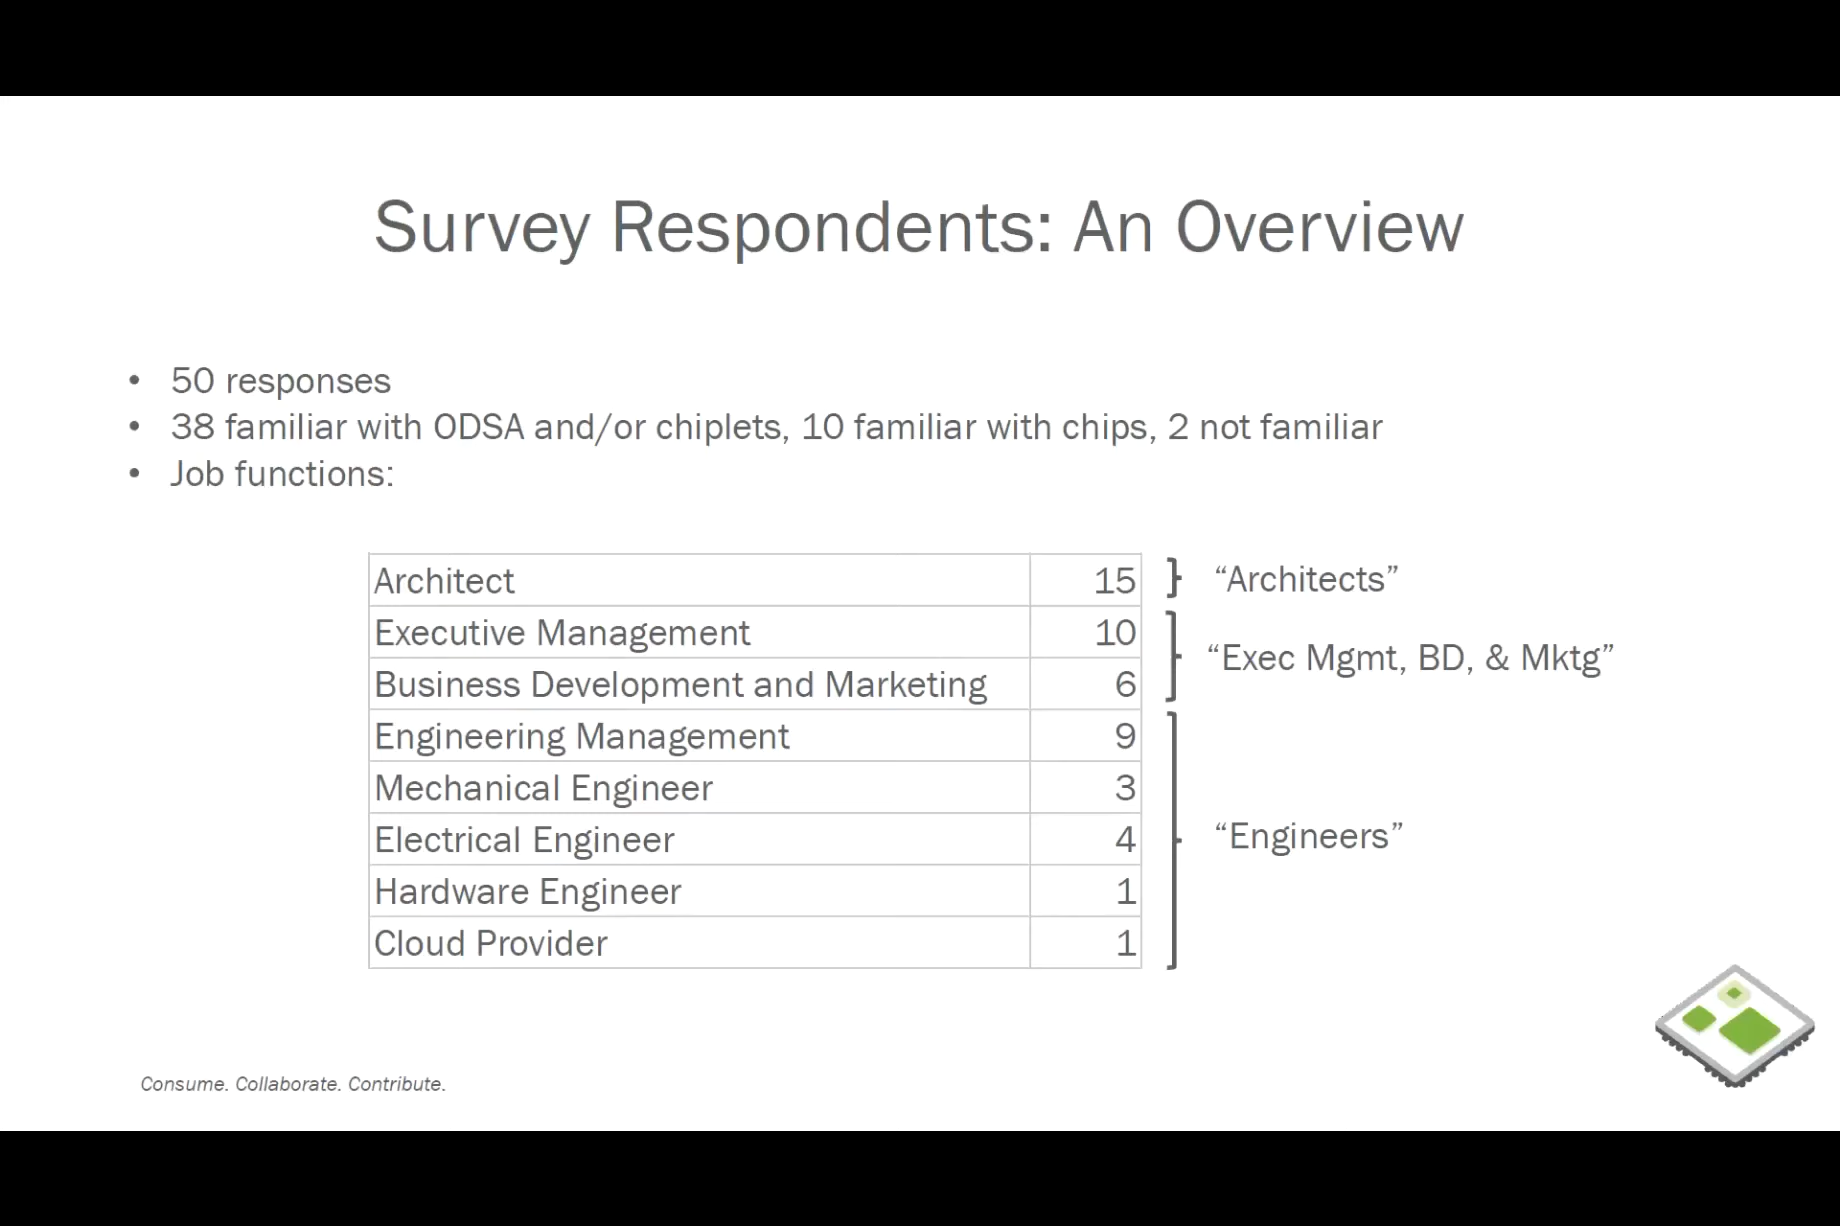 Survey Respondents: An Overview
• 50 responses
• 38 familiar with ODSA and/or chiplets, 10 familiar with chips, 2 not familiar
• Job functions:
Architect 15 “Architects”
Executive Management 10
“Exec Mgmt, BD, & Mktg”
Business Development and Marketing 6
Engineering Management 9
Mechanical Engineer 3
Electrical Engineer 4 “Engineers”
Hardware Engineer 1
Cloud Provider 1
Consume. Collaborate. Contribute.